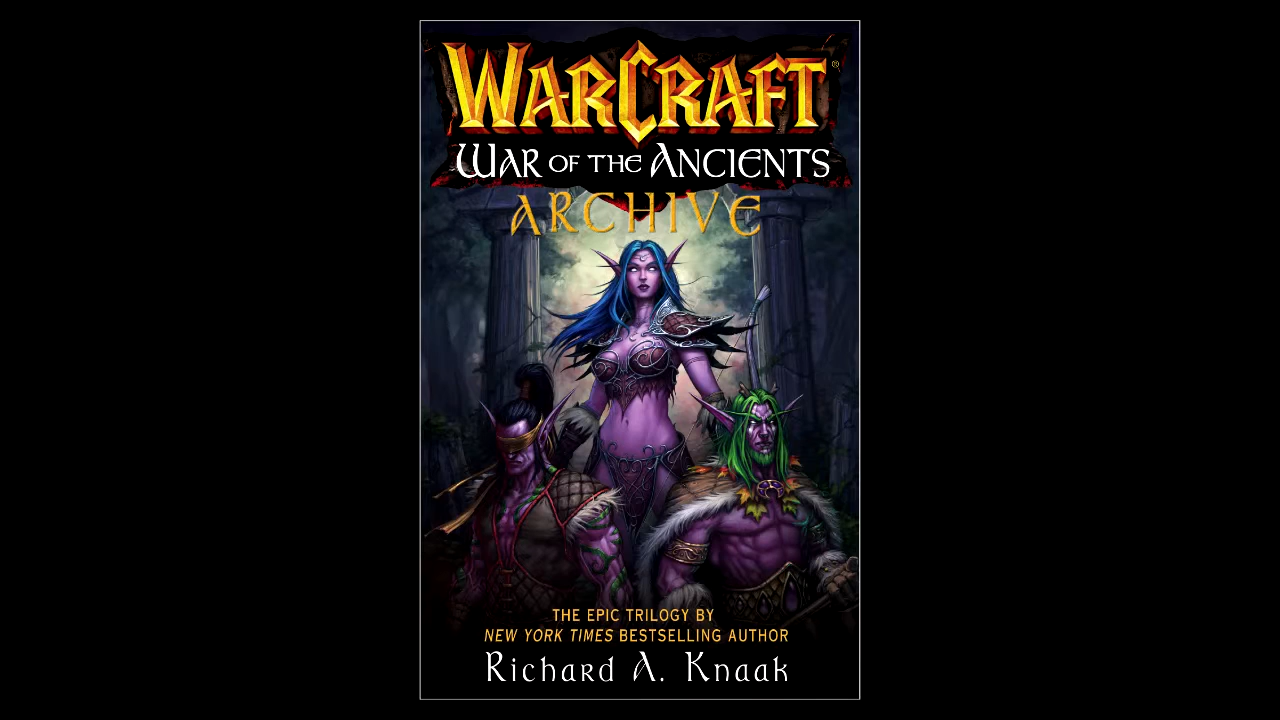 WARCRAFT®
WAR OF THE ANCIENTS
ARCHIVE
THE EPIC TRILOGY BY
NEW YORK TIMES BESTSELLING AUTHOR
Richard A. Knaak